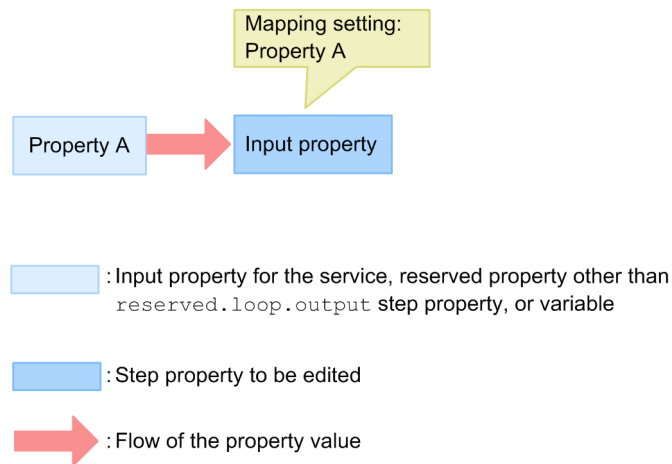 Mapping setting:
Property A
Property A
Input property
: Input property for the service, reserved property other than
reserved.loop.output step property, or variable
: Step property to be edited
: Flow of the property value